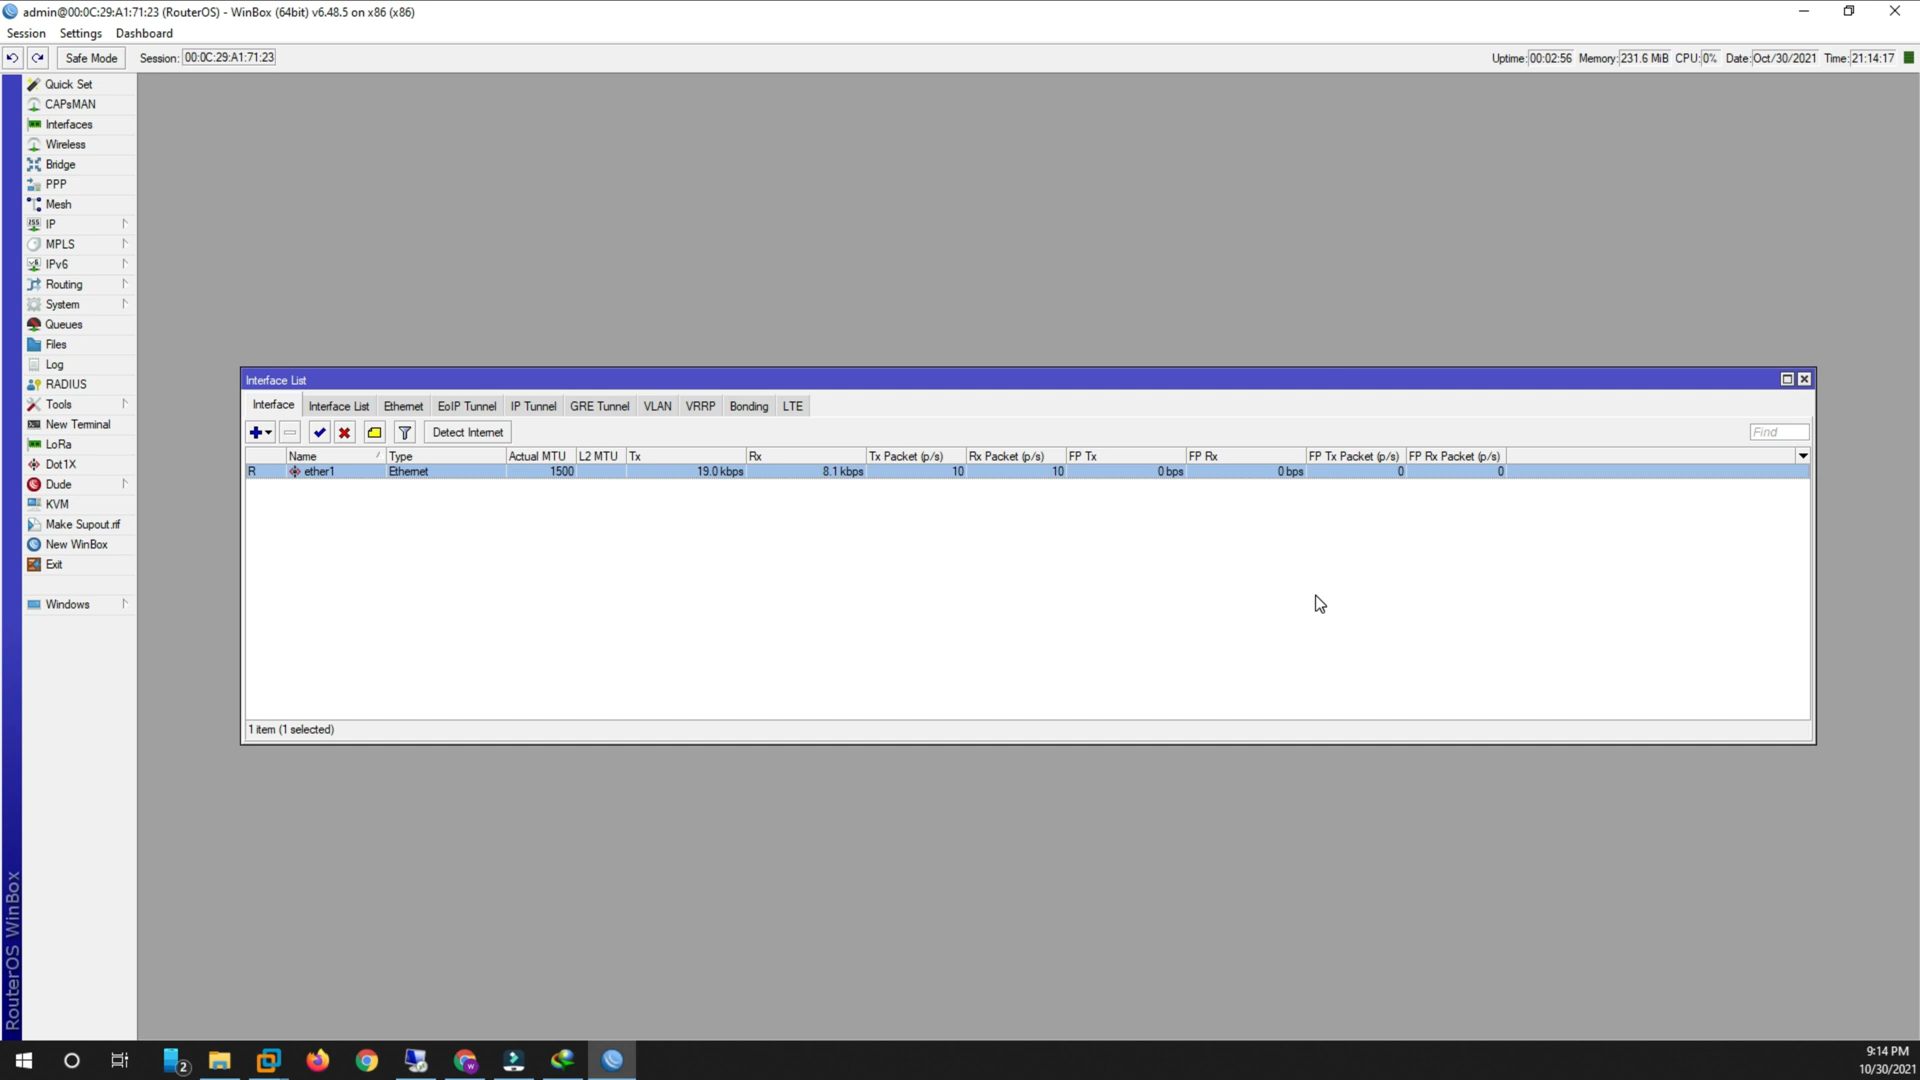 admin@00:0C:29:A1:71:23 (RouterOS) - WinBox (64bit) v6.48.5 on x86 (x86)
Session Settings Dashboard
Safe Mode Session: 00:0C:29:A1:71:23 Uptime: 00:02:56 Memory: 231.6 MiB CPU: 0% Date: Oct/30/2021 Time: 21:14:17
Quick Set
CAPsMAN
Interfaces
Wireless
Bridge
PPP
Mesh
IP
MPLS
IPv6
Routing
System
Queues
Files
Log
RADIUS
Tools
New Terminal
LoRa
Dot1X
Dude
KVM
Make Supout.rif
New WinBox
Exit
Windows
RouterOS WinBox
Interface List
Interface Interface List Ethernet EoIP Tunnel IP Tunnel GRE Tunnel VLAN VRRP Bonding LTE
Detect Internet Find
Name Type Actual MTU L2 MTU Tx Rx Tx Packet (p/s) Rx Packet (p/s) FP Tx FP Rx FP Tx Packet (p/s) FP Rx Packet (p/s)
R ether1 Ethernet 1500 19.0 kbps 8.1 kbps 10 10 0 bps 0 bps 0 0
1 item (1 selected)
2
W
9:14 PM
10/30/2021